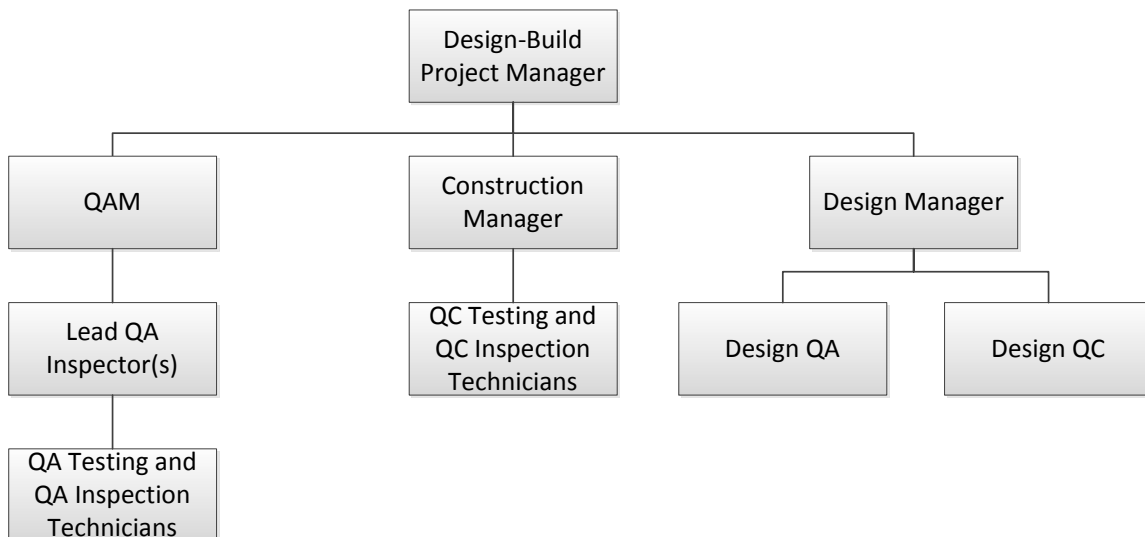 Design-Build
Project Manager
QAM
Construction
Manager
Design Manager
Lead QA
Inspector(s)
QC Testing and
QC Inspection
Technicians
Design QA
Design QC
QA Testing and
QA Inspection
Technicians